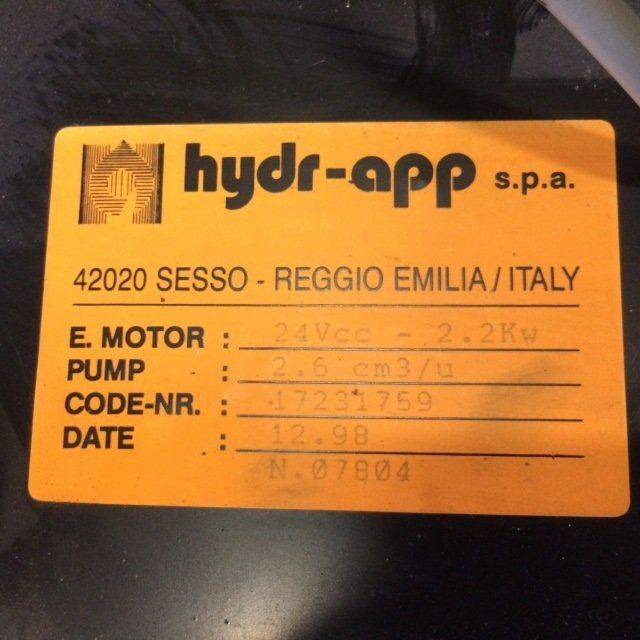 hydr-app s.p.a.
42020 SESSO - REGGIO EMILIA / ITALY
E. MOTOR : 24Vcc - 2.2Kw
PUMP : 2.6 cm3/u
CODE-NR. : 17231759
DATE : 12.98
N.07804